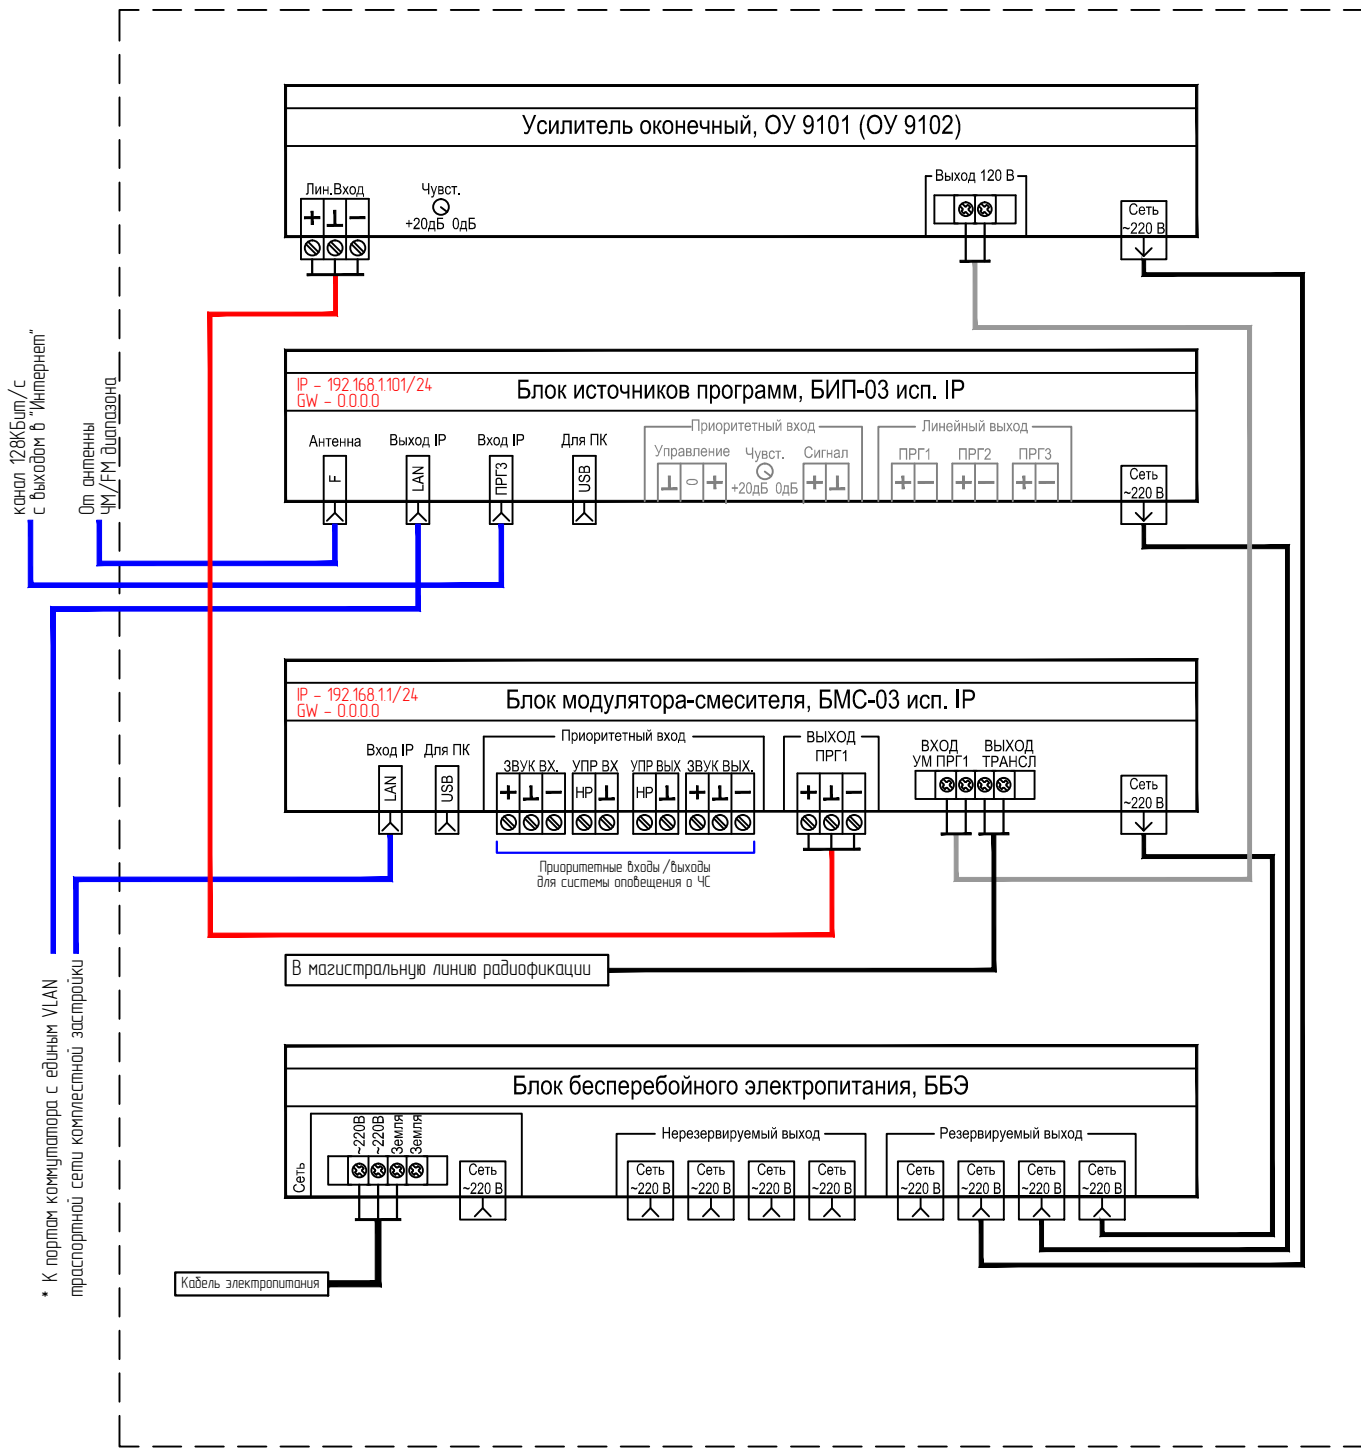 Усилитель оконечный, ОУ 9101 (ОУ 9102)
Лин.Вход
Чувст.
+20дБ 0дБ
Выход 120 В
Сеть
~220 В
канал 128КБит/с
с выходом в "Интернет"
От антенны
ЧМ/FM диапазона
IP - 192.168.1.101/24
GW - 0.0.0.0
Блок источников программ, БИП-03 исп. IP
Антенна
F
Выход IP
LAN
Вход IP
ПРГ3
Для ПК
USB
Приоритетный вход
Управление
0
Чувст.
+20дБ 0дБ
Сигнал
Линейный выход
ПРГ1
ПРГ2
ПРГ3
Сеть
~220 В
IP - 192.168.1.1/24
GW - 0.0.0.0
Блок модулятора-смесителя, БМС-03 исп. IP
Вход IP
LAN
Для ПК
USB
Приоритетный вход
ЗВУК ВХ.
УПР ВХ
HP
УПР ВЫХ
HP
ЗВУК ВЫХ.
ВЫХОД
ПРГ1
ВХОД
УМ ПРГ1
ВЫХОД
ТРАНСЛ
Сеть
~220 В
Приоритетные входы/выходы
для системы оповещения о ЧС
В магистральную линию радиофикации
* К портам коммутатора с единым VLAN
траспортной сети комплестной застройки
Блок бесперебойного электропитания, ББЭ
Сеть
~220В
~220В
Земля
Земля
Сеть
~220 В
Нерезервируемый выход
Сеть
~220 В
Сеть
~220 В
Сеть
~220 В
Сеть
~220 В
Резервируемый выход
Сеть
~220 В
Сеть
~220 В
Сеть
~220 В
Сеть
~220 В
Кабель электропитания